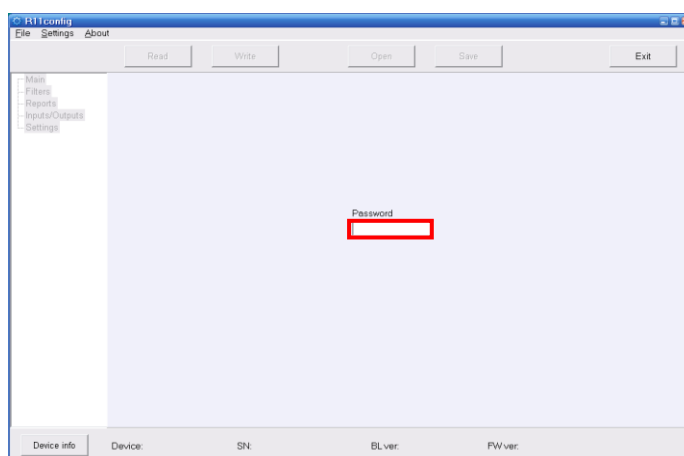 R11config
File Settings About
Read Write Open Save Exit
Main
Filters
Reports
Inputs/Outputs
Settings
Password
Device info Device: SN: BL ver: FW ver: